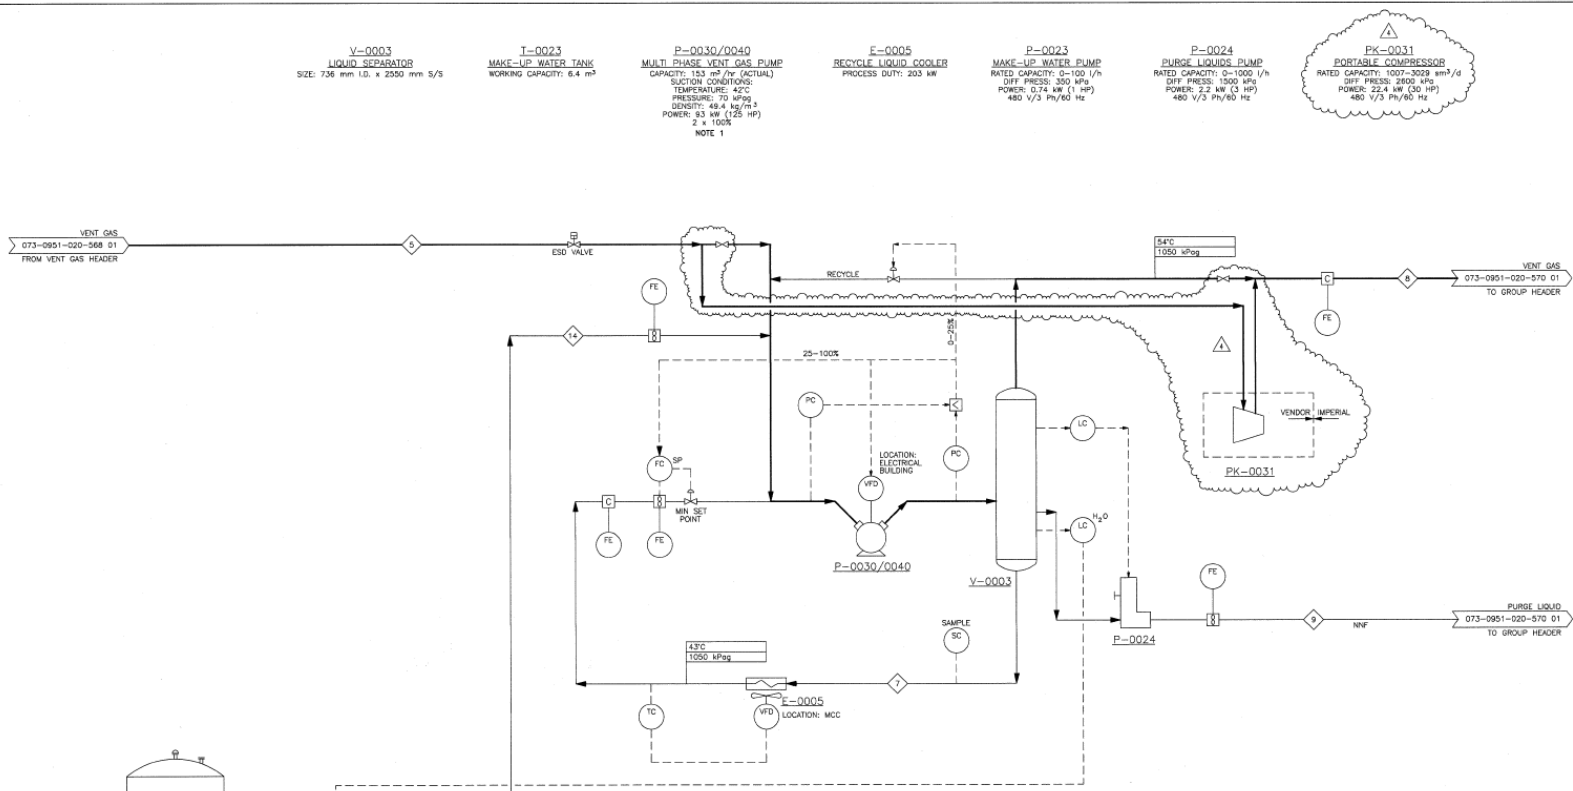 V-0003
LIQUID SEPARATOR
SIZE: 736 mm I.D. x 2550 mm S/S
T-0023
MAKE-UP WATER TANK
WORKING CAPACITY: 6.4 m³
P-0030/0040
MULTI PHASE VENT GAS PUMP
CAPACITY: 153 m³/hr (ACTUAL)
SUCTION CONDITIONS:
TEMPERATURE: 42°C
PRESSURE: 70 kPag
DENSITY: 49.4 kg/m³
POWER: 93 kW (125 HP)
2 x 100%
NOTE 1
E-0005
RECYCLE LIQUID COOLER
PROCESS DUTY: 203 kW
P-0023
MAKE-UP WATER PUMP
RATED CAPACITY: 0-100 l/h
DIFF PRESS: 350 kPa
POWER: 0.74 kW (1 HP)
480 V/3 Ph/60 Hz
P-0024
PURGE LIQUIDS PUMP
RATED CAPACITY: 0-1000 l/h
DIFF PRESS: 1500 kPa
POWER: 2.2 kW (3 HP)
480 V/3 Ph/60 Hz
4
PK-0031
PORTABLE COMPRESSOR
RATED CAPACITY: 1007-3029 sm³/d
DIFF PRESS: 2600 kPa
POWER: 22.4 kW (30 HP)
480 V/3 Ph/60 Hz
VENT GAS
073-0951-020-568 01
FROM VENT GAS HEADER
5
ESD VALVE
RECYCLE
54°C
1050 kPag
C
FE
8
VENT GAS
073-0951-020-570 01
TO GROUP HEADER
FE
14
25-100%
0-25%
4
PC
<
PC
FC
SP
VFD
LOCATION:
ELECTRICAL
BUILDING
LC
VENDOR
IMPERIAL
PK-0031
C
MIN SET
POINT
FE
FE
P-0030/0040
V-0003
LC
H₂O
FE
P-0024
9
NNF
PURGE LIQUID
073-0951-020-570 01
TO GROUP HEADER
SAMPLE
SC
43°C
1050 kPag
7
E-0005
TC
VFD
LOCATION: MCC